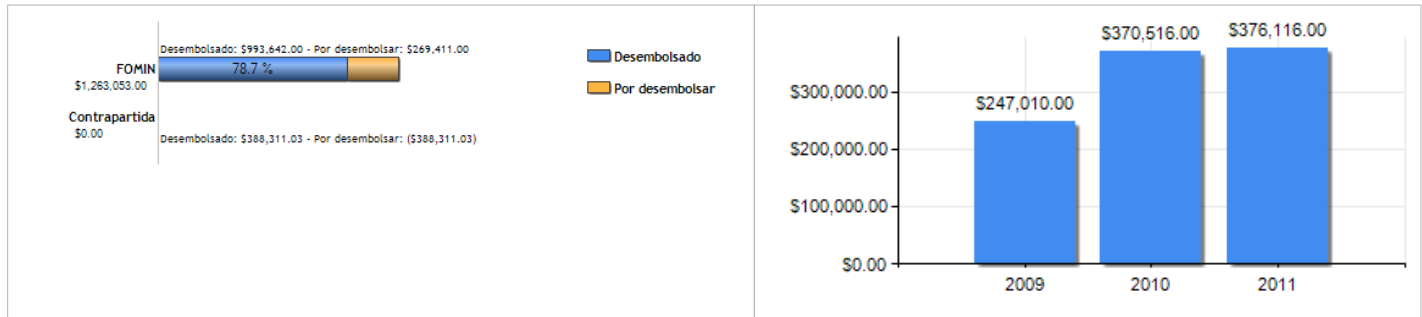 Desembolsado: $993,642.00 - Por desembolsar: $269,411.00
FOMIN
78.7 %
$1,263,053.00
Contrapartida
$0.00
Desembolsado: $388,311.03 - Por desembolsar: ($388,311.03)
Desembolsado
Por desembolsar
$370,516.00
$376,116.00
$247,010.00
$300,000.00
$200,000.00
$100,000.00
$0.00
2009
2010
2011